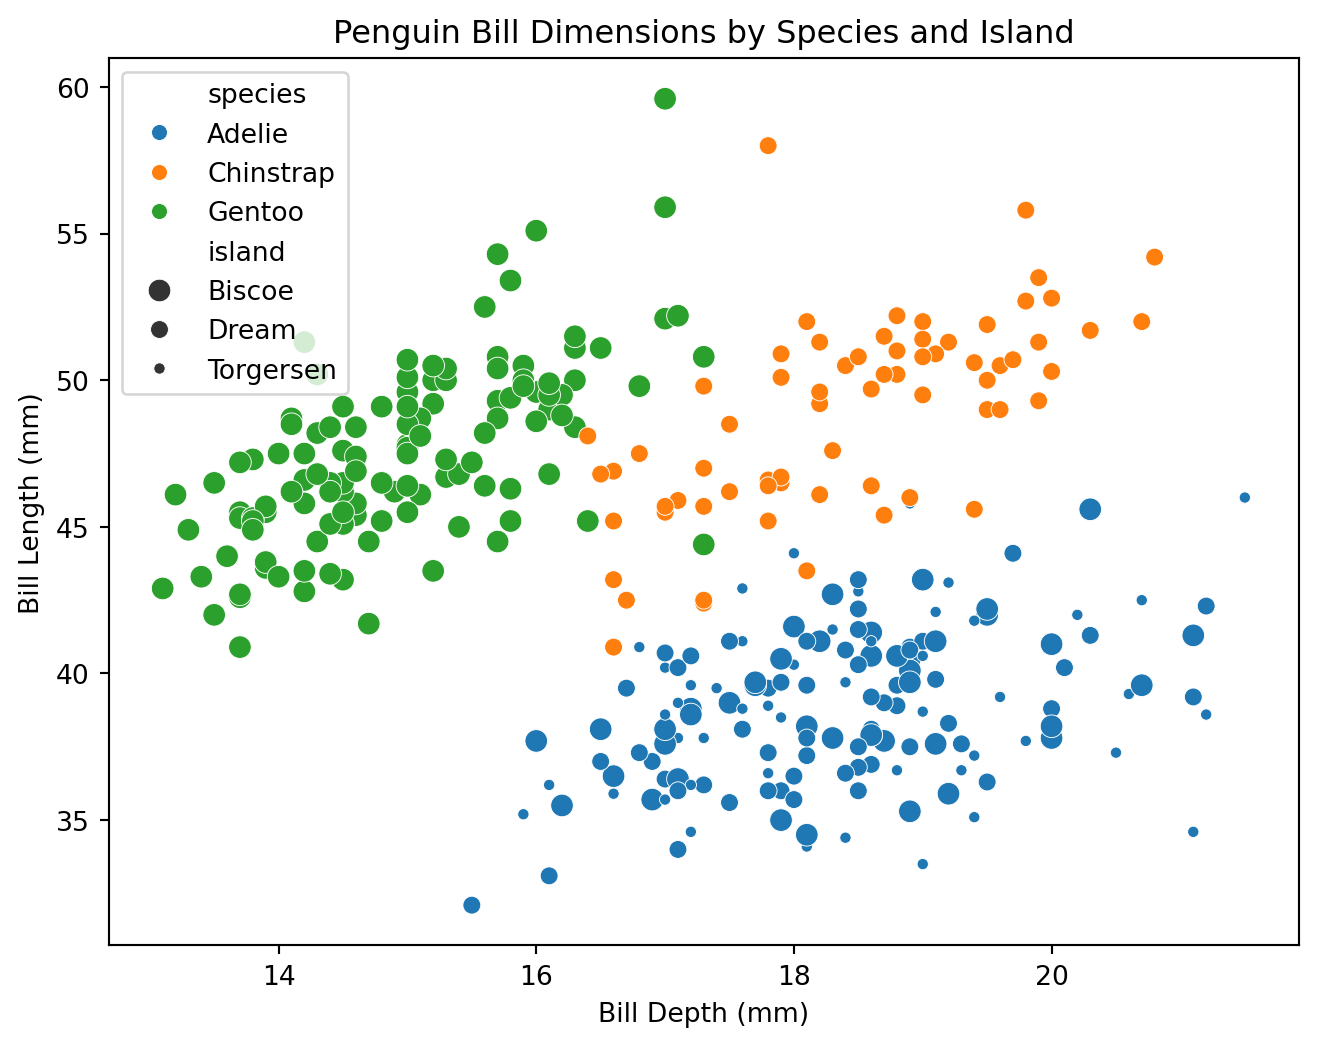 Penguin Bill Dimensions by Species and Island
species
Adelie
Chinstrap
Gentoo
island
Biscoe
Dream
Torgersen
60
55
50
45
40
35
Bill Length (mm)
14 16 18 20
Bill Depth (mm)